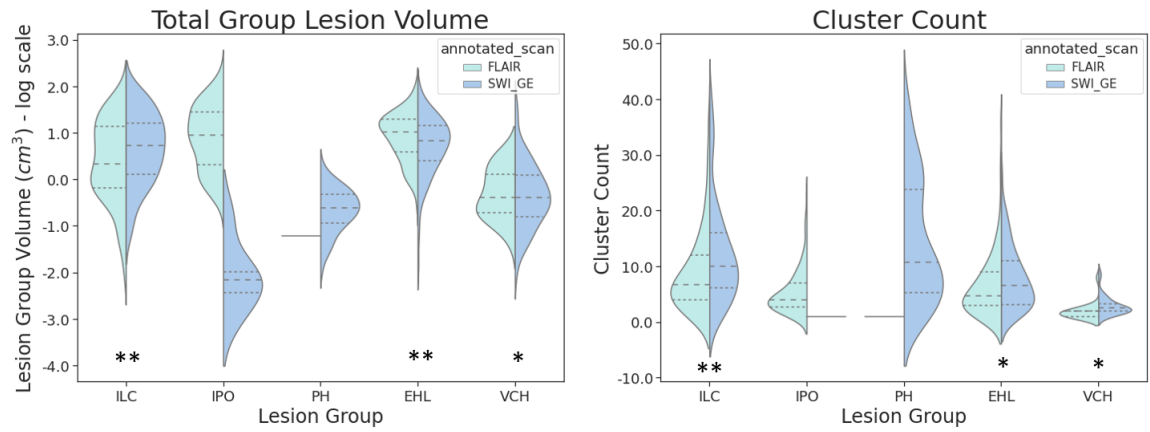 Total Group Lesion Volume
Lesion Group Volume (cm³) - log scale
3.0
2.0
1.0
0.0
-1.0
-2.0
-3.0
-4.0
annotated_scan
FLAIR
SWI_GE
** ** *
ILC IPO PH EHL VCH
Lesion Group
Cluster Count
Cluster Count
50.0
40.0
30.0
20.0
10.0
0.0
-10.0
annotated_scan
FLAIR
SWI_GE
** * *
ILC IPO PH EHL VCH
Lesion Group